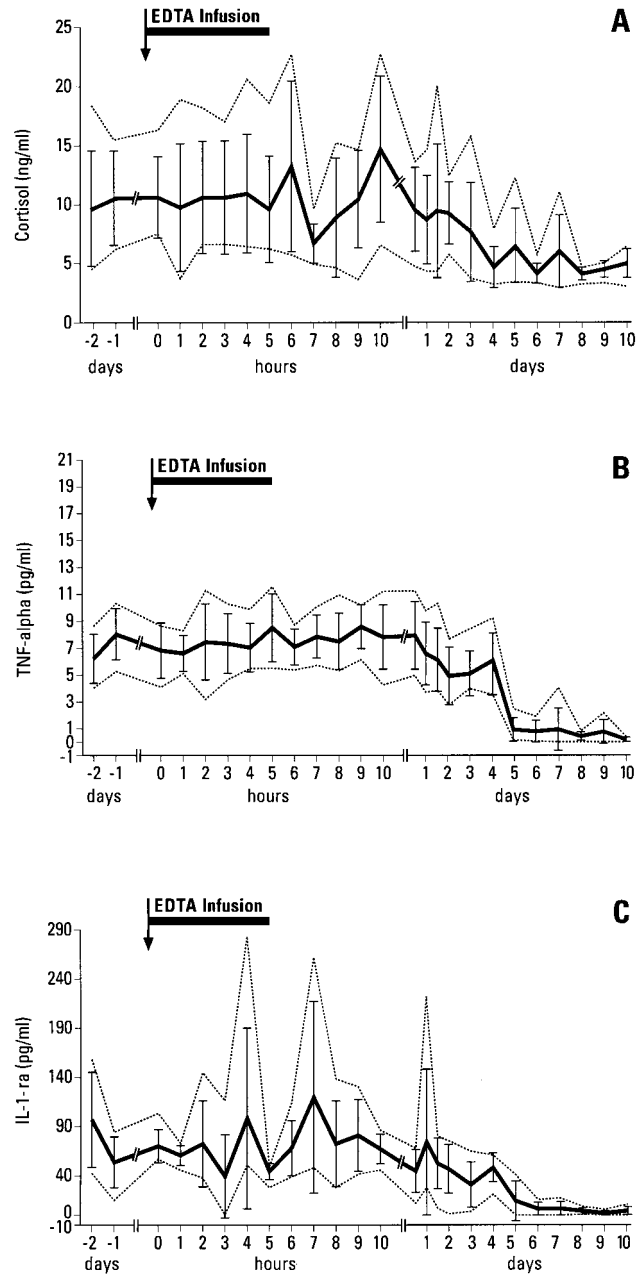 A
EDTA Infusion
Cortisol (ng/ml)
25
20
15
10
5
0
-2 -1 0 1 2 3 4 5 6 7 8 9 10 1 2 3 4 5 6 7 8 9 10
days hours days
B
EDTA Infusion
TNF-alpha (pg/ml)
21
19
17
15
13
11
9
7
5
3
1
0
-1
-2 -1 0 1 2 3 4 5 6 7 8 9 10 1 2 3 4 5 6 7 8 9 10
days hours days
C
EDTA Infusion
IL-1-ra (pg/ml)
290
240
190
140
90
40
0
-10
-2 -1 0 1 2 3 4 5 6 7 8 9 10 1 2 3 4 5 6 7 8 9 10
days hours days